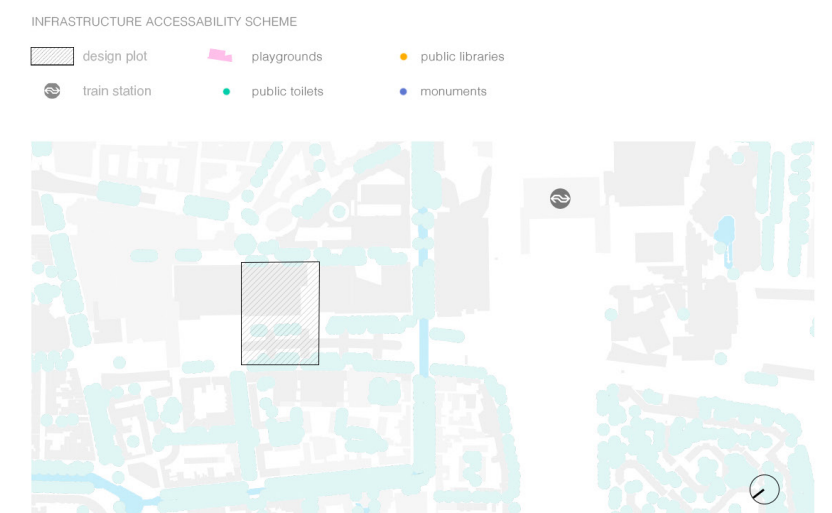 INFRASTRUCTURE ACCESSABILITY SCHEME
design plot
playgrounds
public libraries
train station
public toilets
monuments